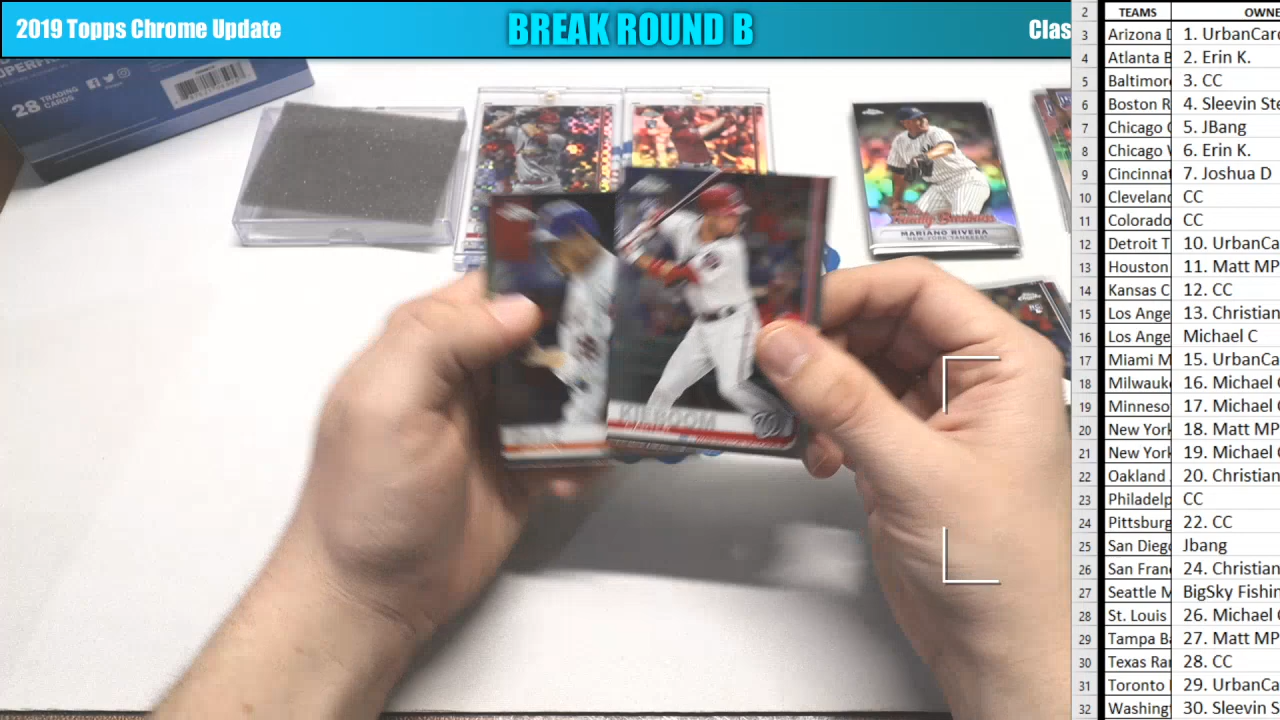 2019 Topps Chrome Update
BREAK ROUND B
Clas
28 TRADING
CARDS
MARIANO RIVERA
NEW YORK YANKEES
KIEBOOM
2 TEAMS OWNE
3 Arizona D 1. UrbanCard
4 Atlanta B 2. Erin K.
5 Baltimor 3. CC
6 Boston R 4. Sleevin Sto
7 Chicago C 5. JBang
8 Chicago W 6. Erin K.
9 Cincinnat 7. Joshua D
10 Cleveland CC
11 Colorado CC
12 Detroit T 10. UrbanCa
13 Houston 11. Matt MP
14 Kansas C 12. CC
15 Los Ange 13. Christian
16 Los Ange Michael C
17 Miami M 15. UrbanCa
18 Milwauk 16. Michael
19 Minneso 17. Michael
20 New York 18. Matt MP
21 New York 19. Michael
22 Oakland 20. Christian
23 Philadelp CC
24 Pittsburg 22. CC
25 San Dieg Jbang
26 San Fran 24. Christian
27 Seattle M BigSky Fishin
28 St. Louis 26. Michael
29 Tampa Ba 27. Matt MP
30 Texas Ran 28. CC
31 Toronto 29. UrbanCa
32 Washing 30. Sleevin S